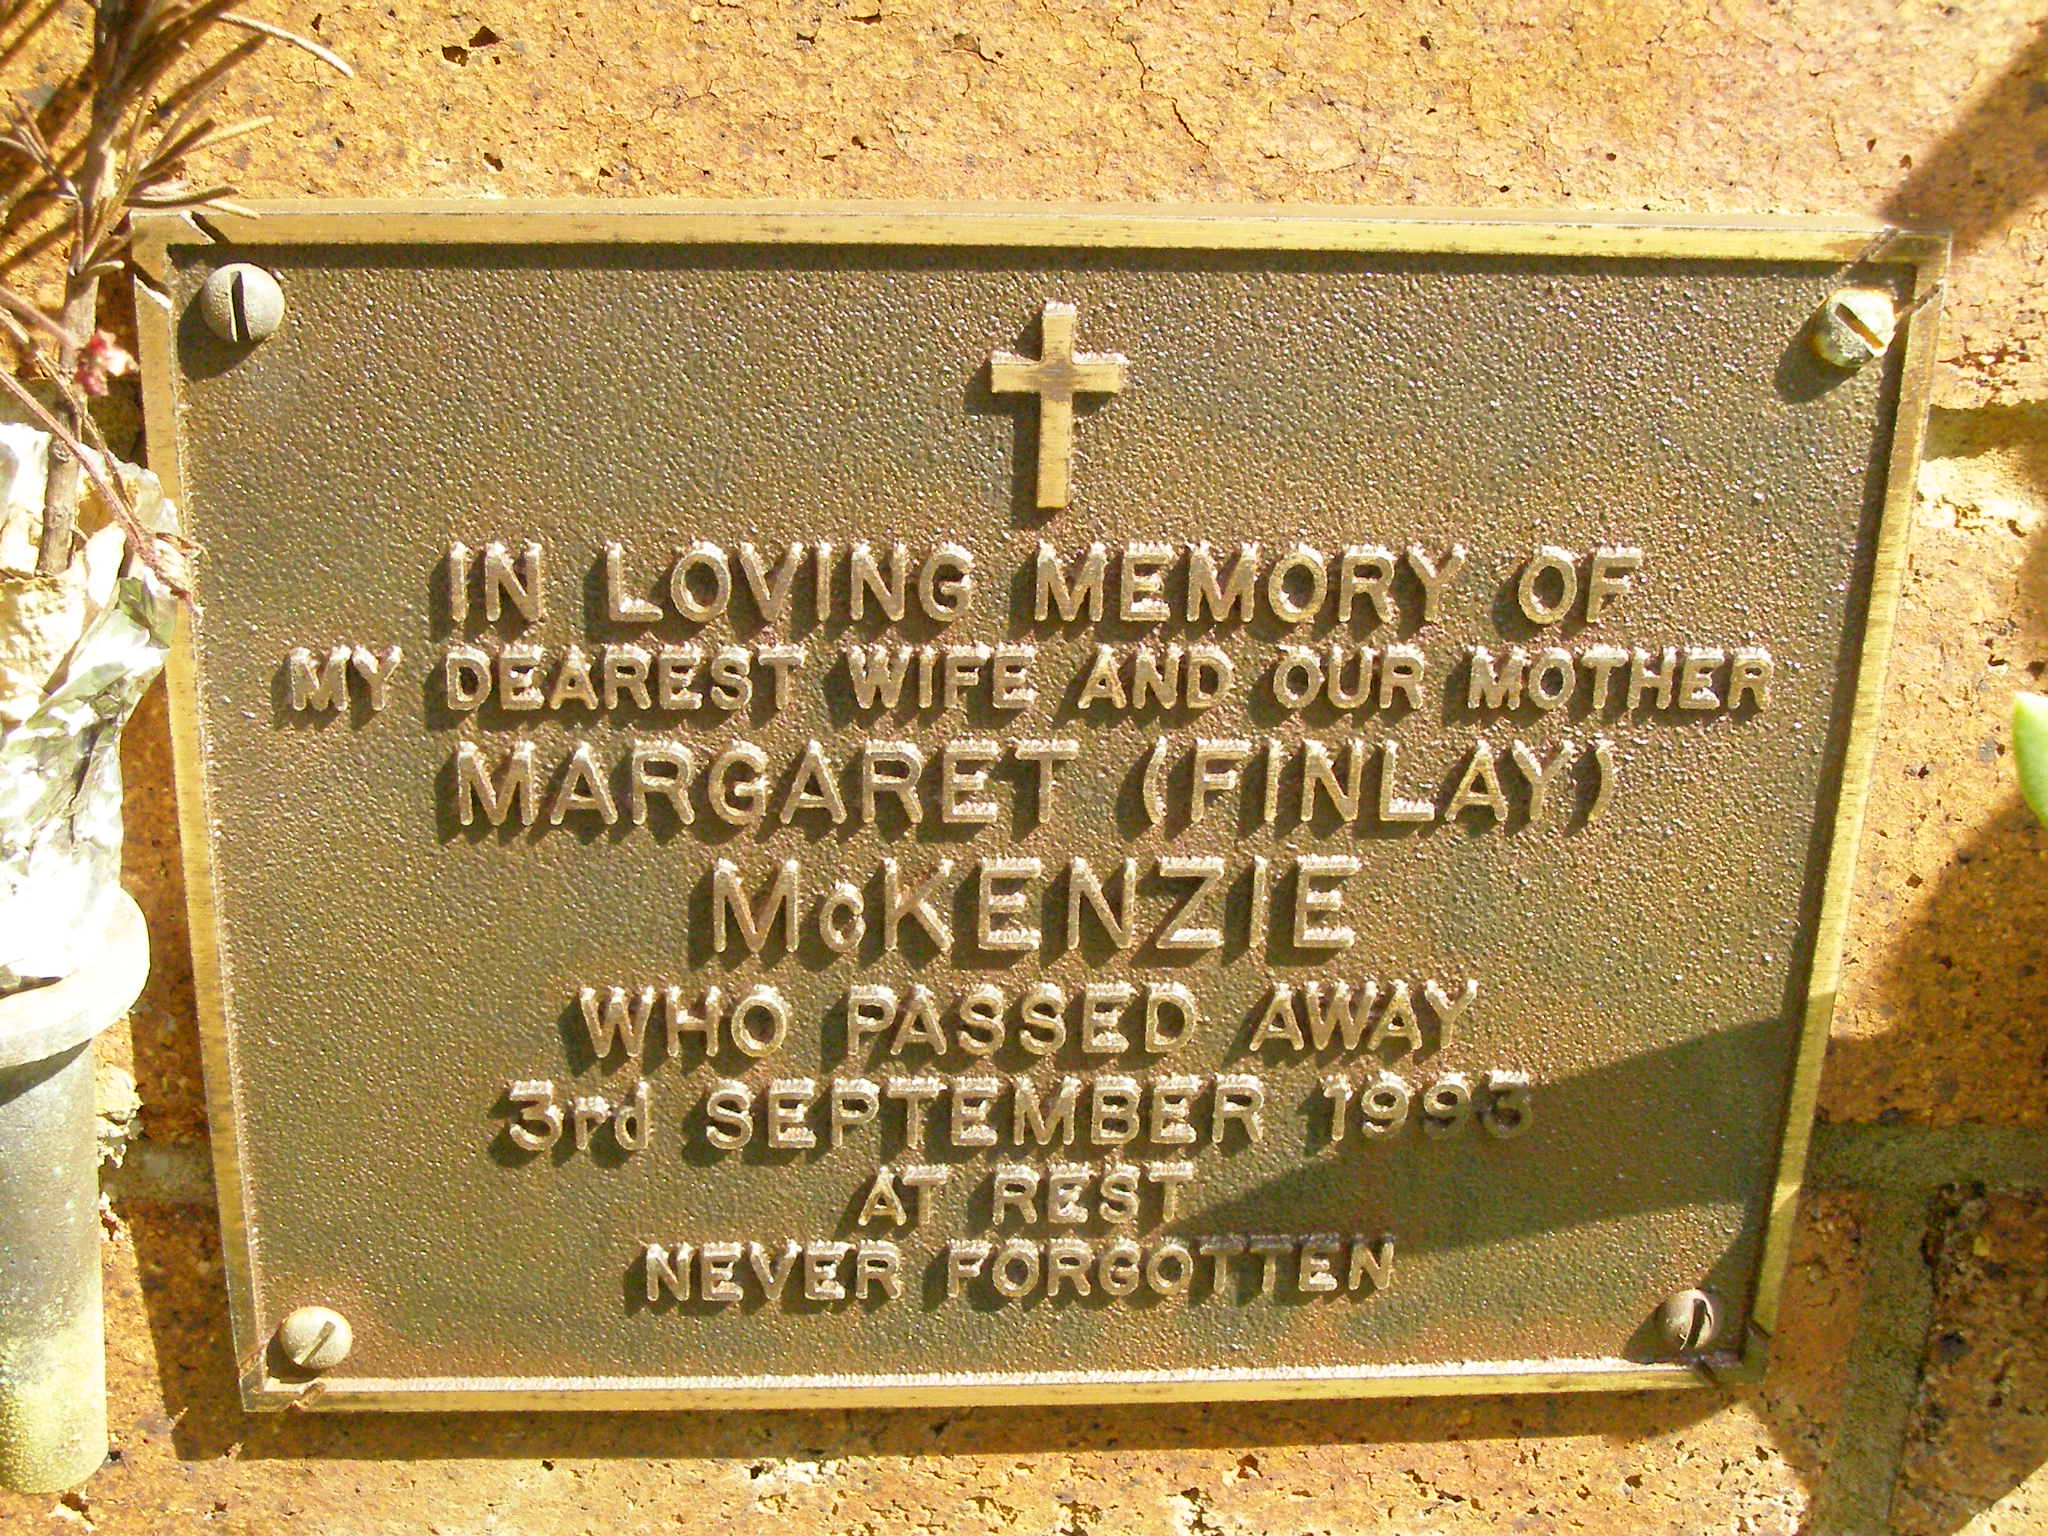 IN LOVING MEMORY OF
MY DEAREST WIFE AND OUR MOTHER
MARGARET (FINLAY)
McKENZIE
WHO PASSED AWAY
3rd SEPTEMBER 1993
AT REST
NEVER FORGOTTEN